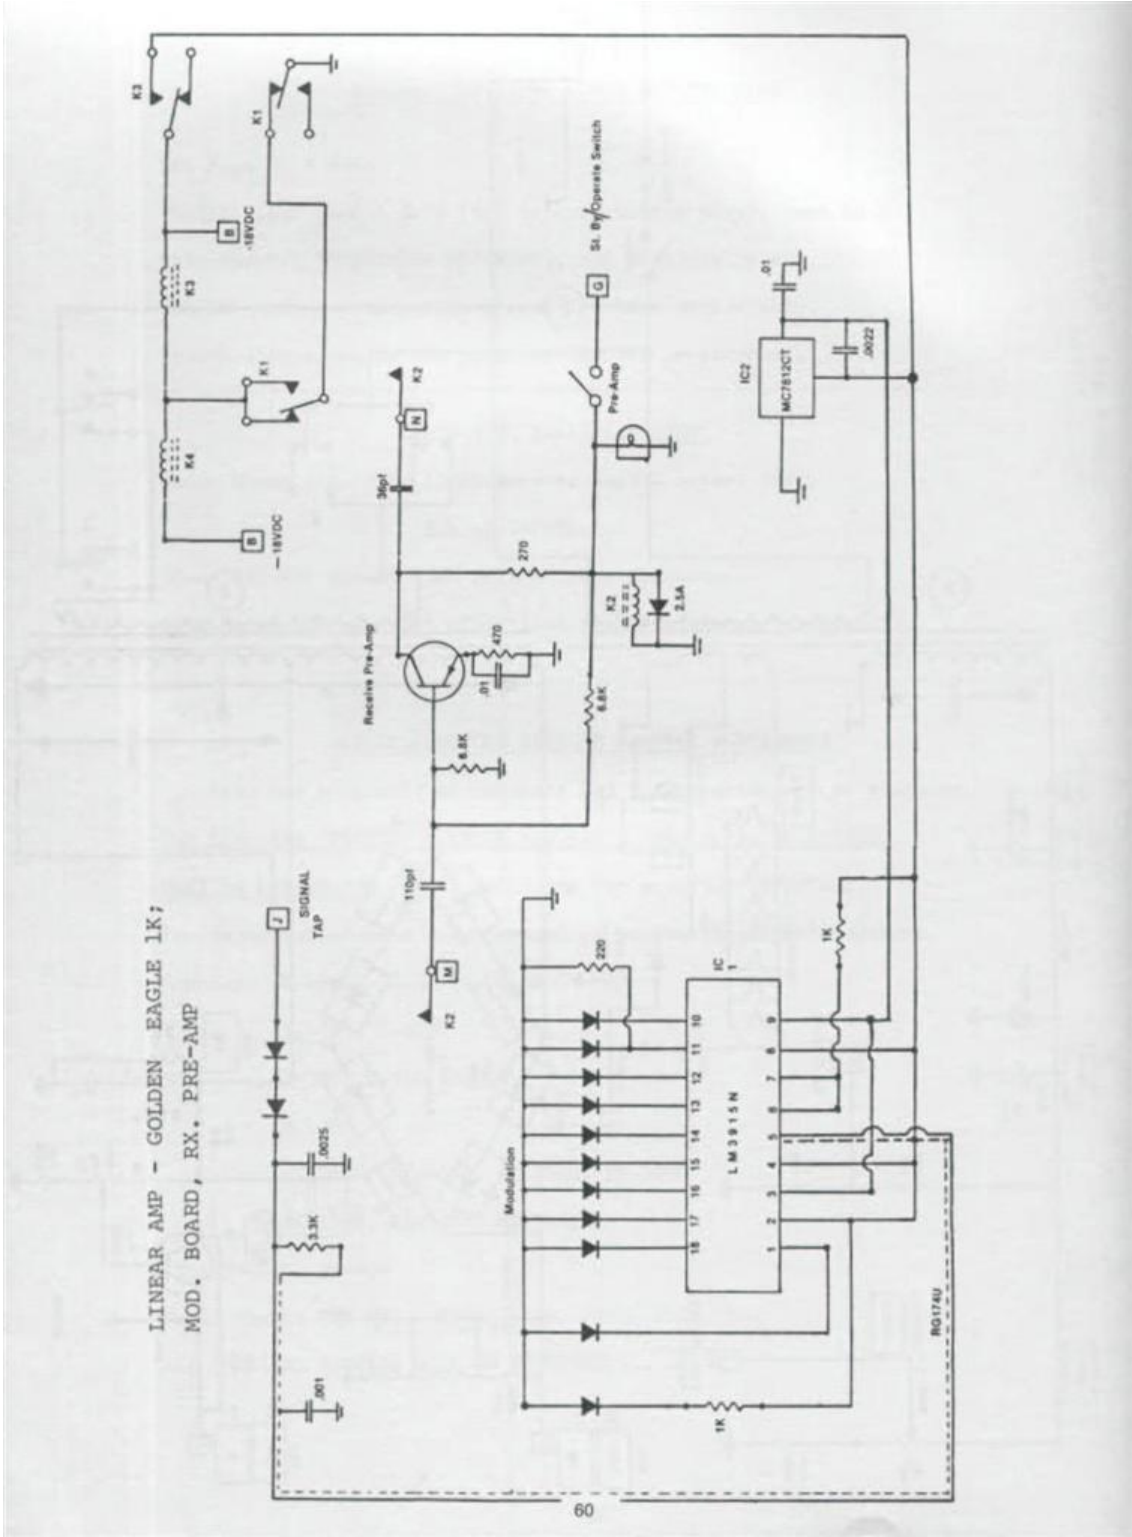 LINEAR AMP - GOLDEN EAGLE 1K;
MOD. BOARD, RX. PRE-AMP
K3
K1
B
-18VDC
K3
K1
K4
B
— 18VDC
J
SIGNAL
TAP
.0025
3.3K
.001
Receive Pre-Amp
K2
N
36pf
270
470
.01
6.8K
110pf
M
K2
6.8K
K2
2.5A
Pre-Amp
G
St. By/Operate Switch
Modulation
220
IC
1
LM3915N
18 17 16 15 14 13 12 11 10
1 2 3 4 5 6 7 8 9
1K
1K
IC2
MC7812CT
.01
.0022
RG174U
60